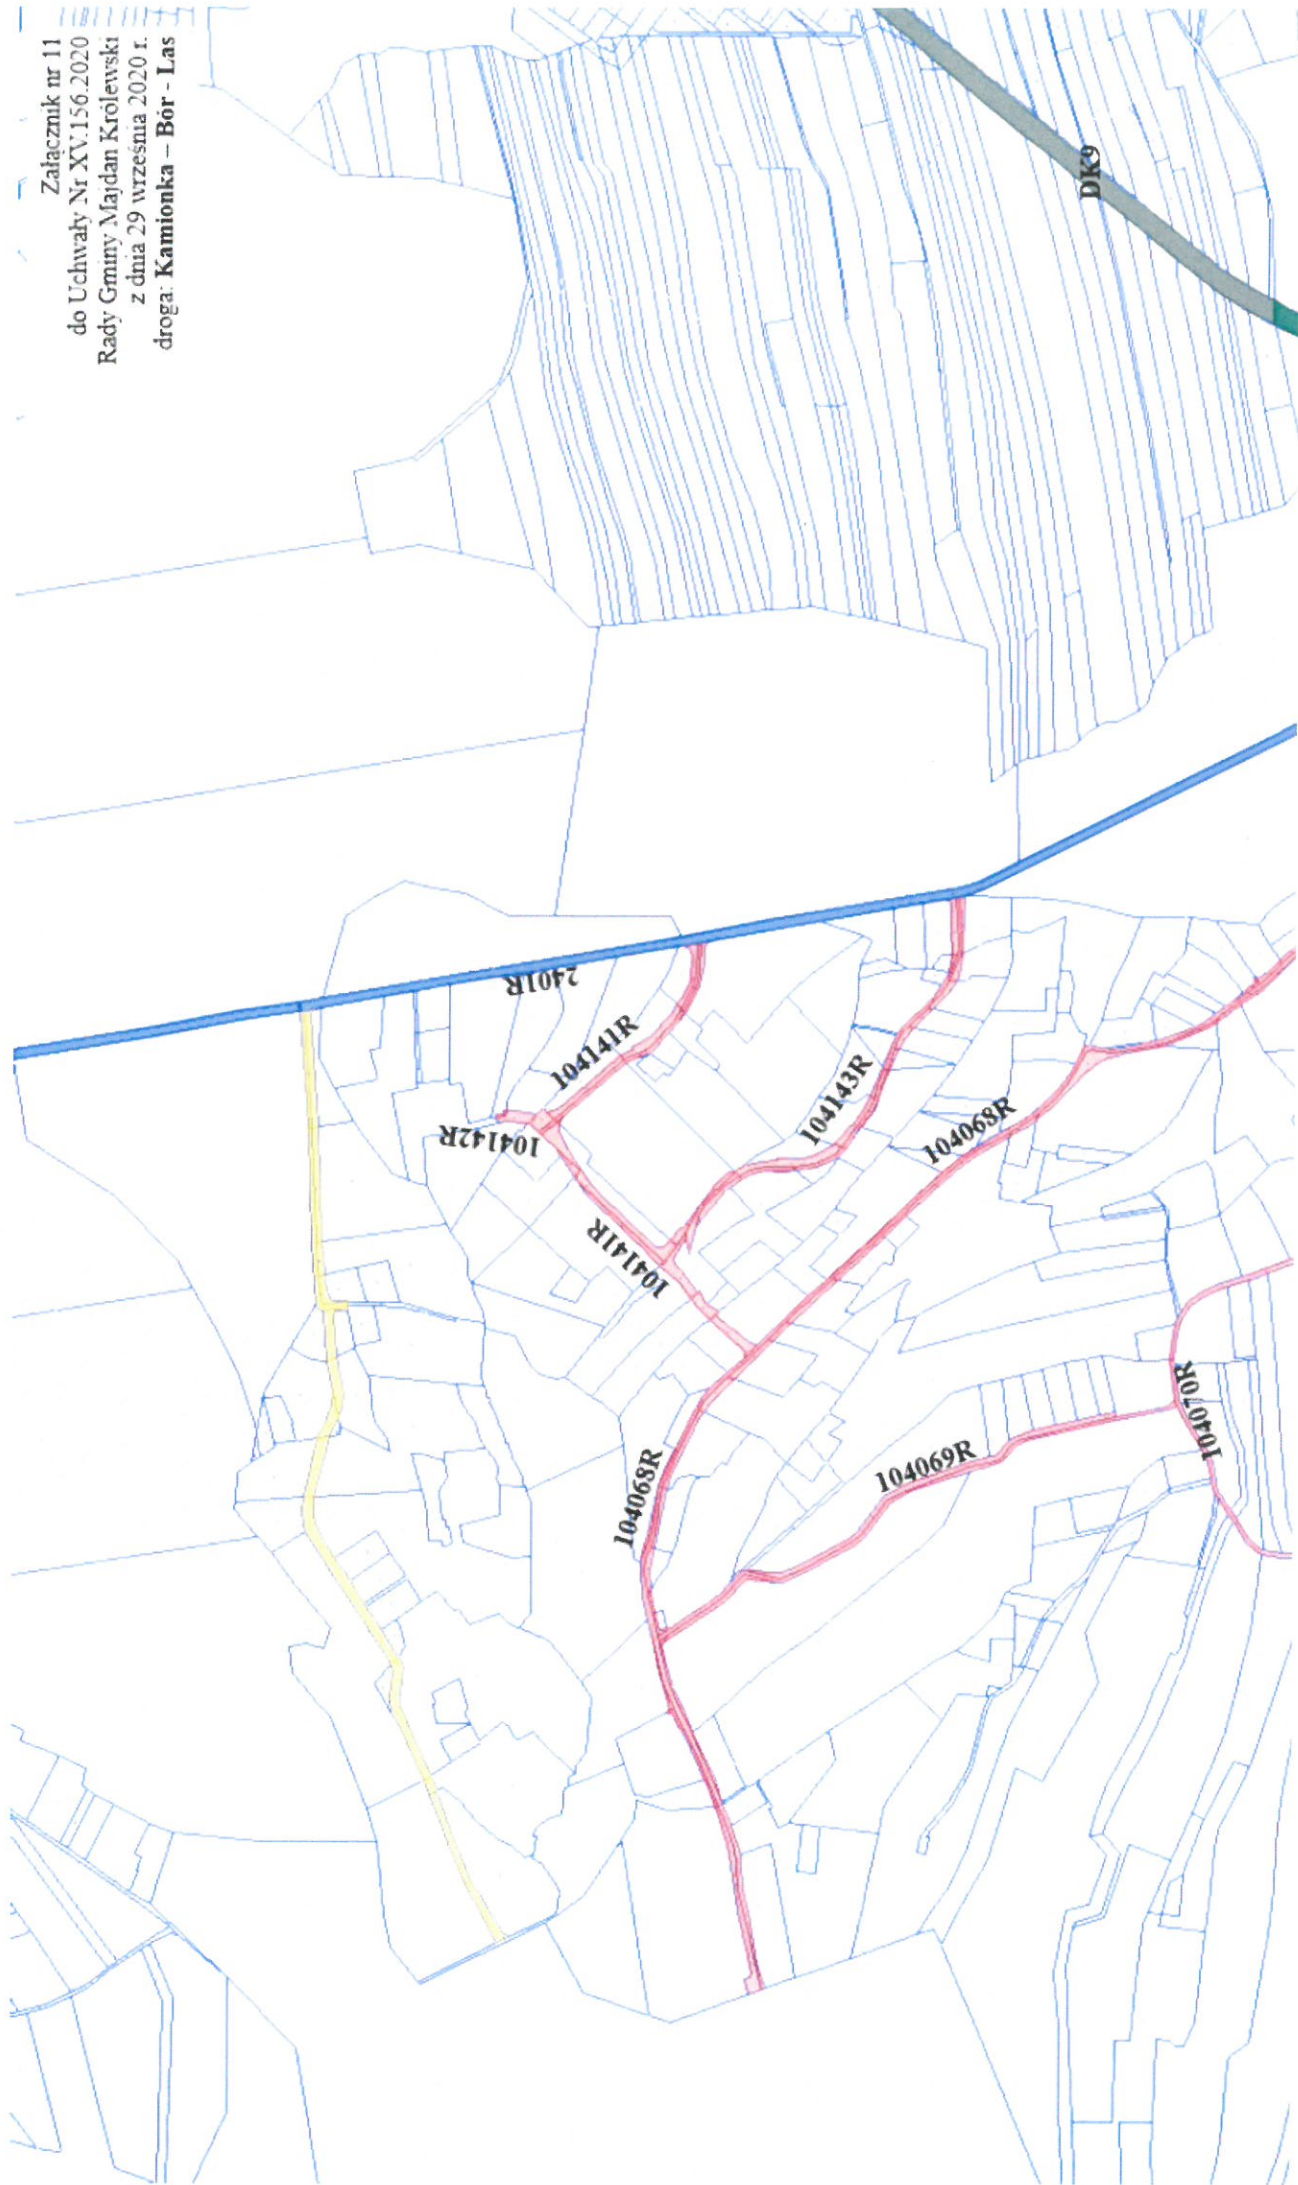 Załącznik nr 11
do Uchwały Nr XV.156.2020
Rady Gminy Majdan Królewski
z dnia 29 września 2020 r.
droga: Kamionka – Bór - Las
DK9
2401R
104141R
104142R
104143R
104141R
104068R
104068R
104069R
104070R